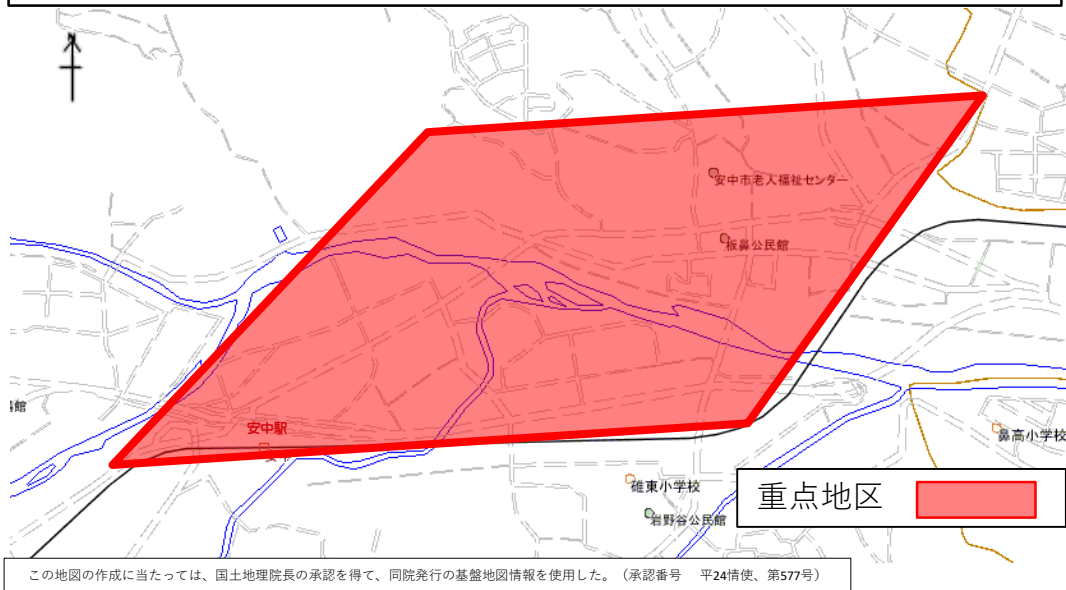 安中市老人福祉センター
板鼻公民館
館
安中駅
鼻高小学校
碓東小学校
岩野谷公民館
重点地区
この地図の作成に当たっては、国土地理院長の承認を得て、同院発行の基盤地図情報を使用した。（承認番号　平24情使、第577号）